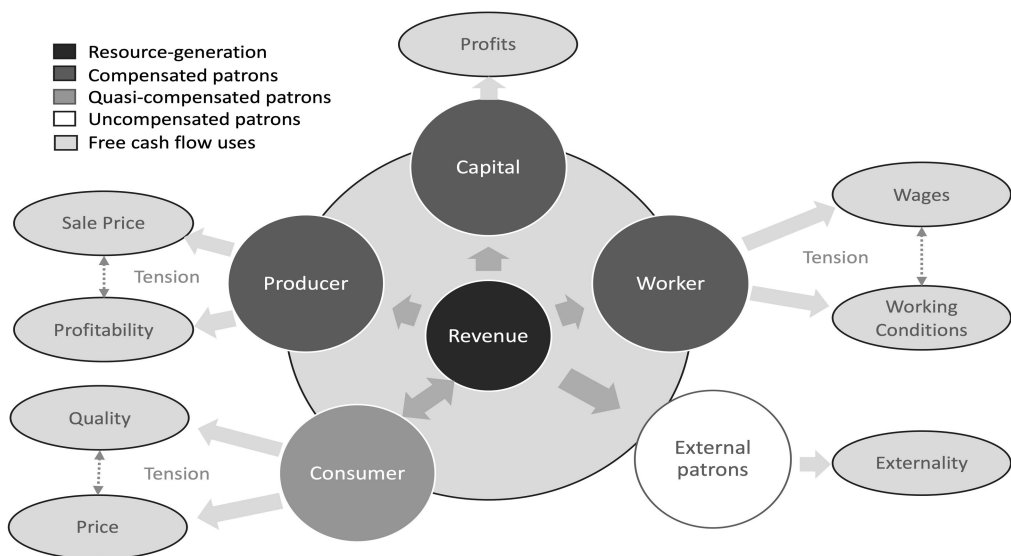 Profits
Resource-generation
Compensated patrons
Quasi-compensated patrons
Uncompensated patrons
Free cash flow uses
Capital
Sale Price
Tension
Profitability
Producer
Worker
Wages
Tension
Working
Conditions
Revenue
Quality
Tension
Price
Consumer
External
patrons
Externality